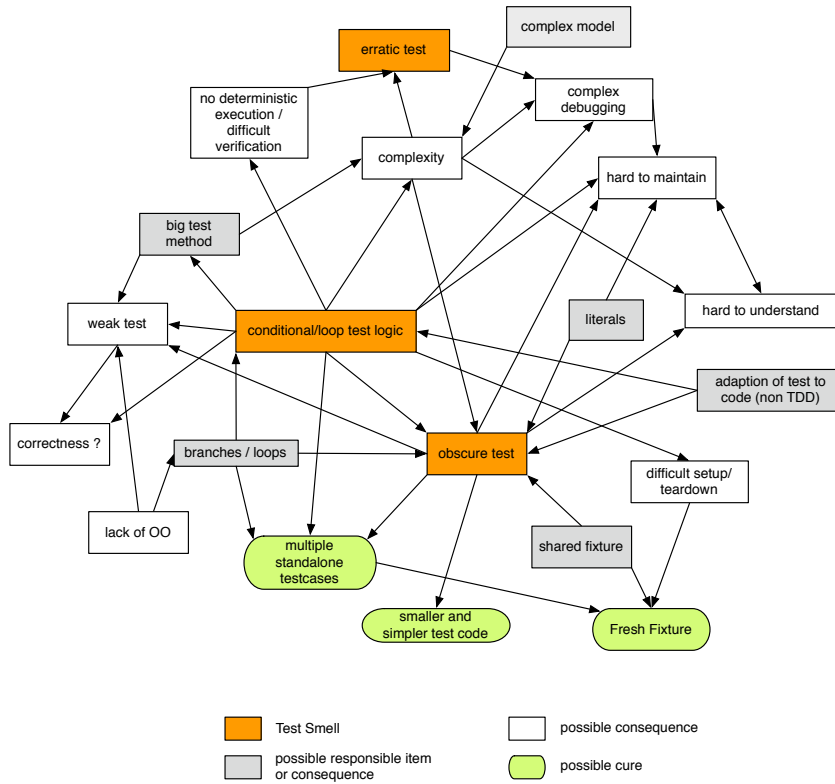 complex model
erratic test
complex
debugging
no deterministic
execution /
difficult
verification
complexity
hard to maintain
big test
method
literals
hard to understand
weak test
conditional/loop test logic
adaption of test to
code (non TDD)
correctness ?
branches / loops
obscure test
difficult setup/
teardown
lack of OO
shared fixture
multiple
standalone
testcases
smaller and
simpler test code
Fresh Fixture
Test Smell
possible consequence
possible responsible item
or consequence
possible cure